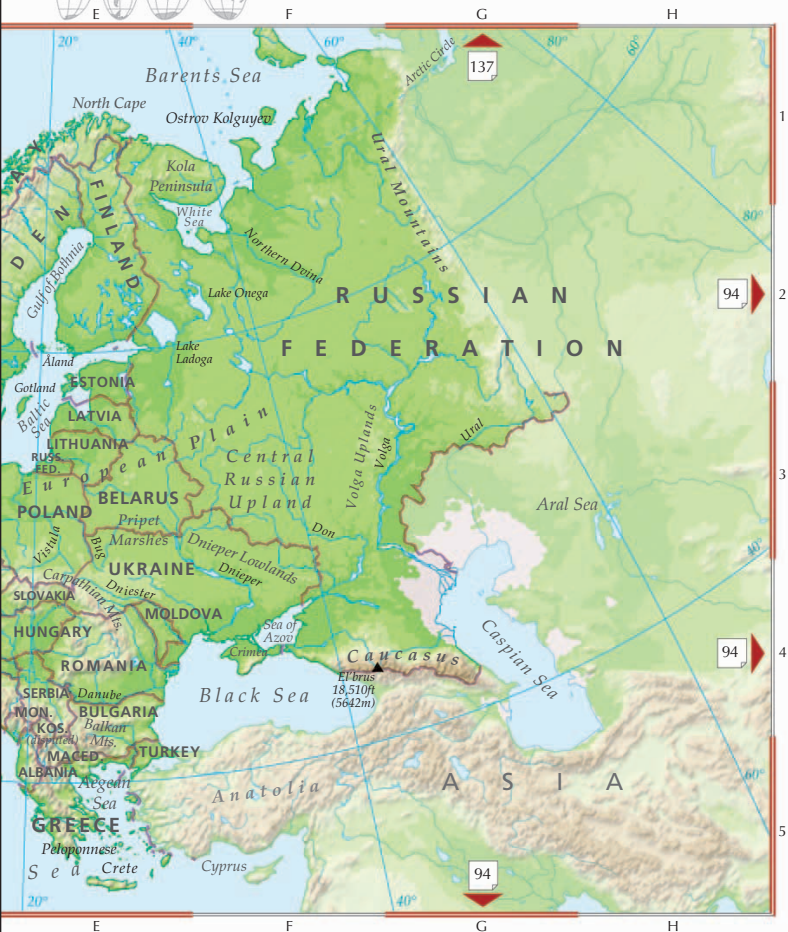 E F G H
20° 40° 60° 80° 60°
137
Arctic Circle
Barents Sea
North Cape
Ostrov Kolguyev
1
Kola
Peninsula
Ural Mountains
A Y
FINLAND
DEN
White
Sea
80°
Northern Dvina
Gulf of Bothnia
Lake Onega
RUSSIAN
94
2
FEDERATION
Lake
Ladoga
Åland
ESTONIA
Gotland
Baltic
Sea
LATVIA
LITHUANIA
RUSS.
FED.
European Plain
Central
Russian
Upland
Volga Uplands
Volga
Ural
3
BELARUS
POLAND
Pripet
Marshes
Aral Sea
Don
Vistula
Bug
Dnieper Lowlands
Dnieper
40°
UKRAINE
Carpathian Mts.
Dniester
SLOVAKIA
MOLDOVA
HUNGARY
Sea of
Azov
Crimea
Caucasus
Caspian Sea
94
4
ROMANIA
El'brus
18,510ft
(5642m)
SERBIA
Danube
Black Sea
MON.
BULGARIA
KOS.
(disputed)
Balkan
Mts.
MACED.
TURKEY
ALBANIA
Aegean
Sea
Anatolia
ASIA
60°
GREECE
5
Peloponnese
Sea
Crete
Cyprus
94
20° 40°
E F G H